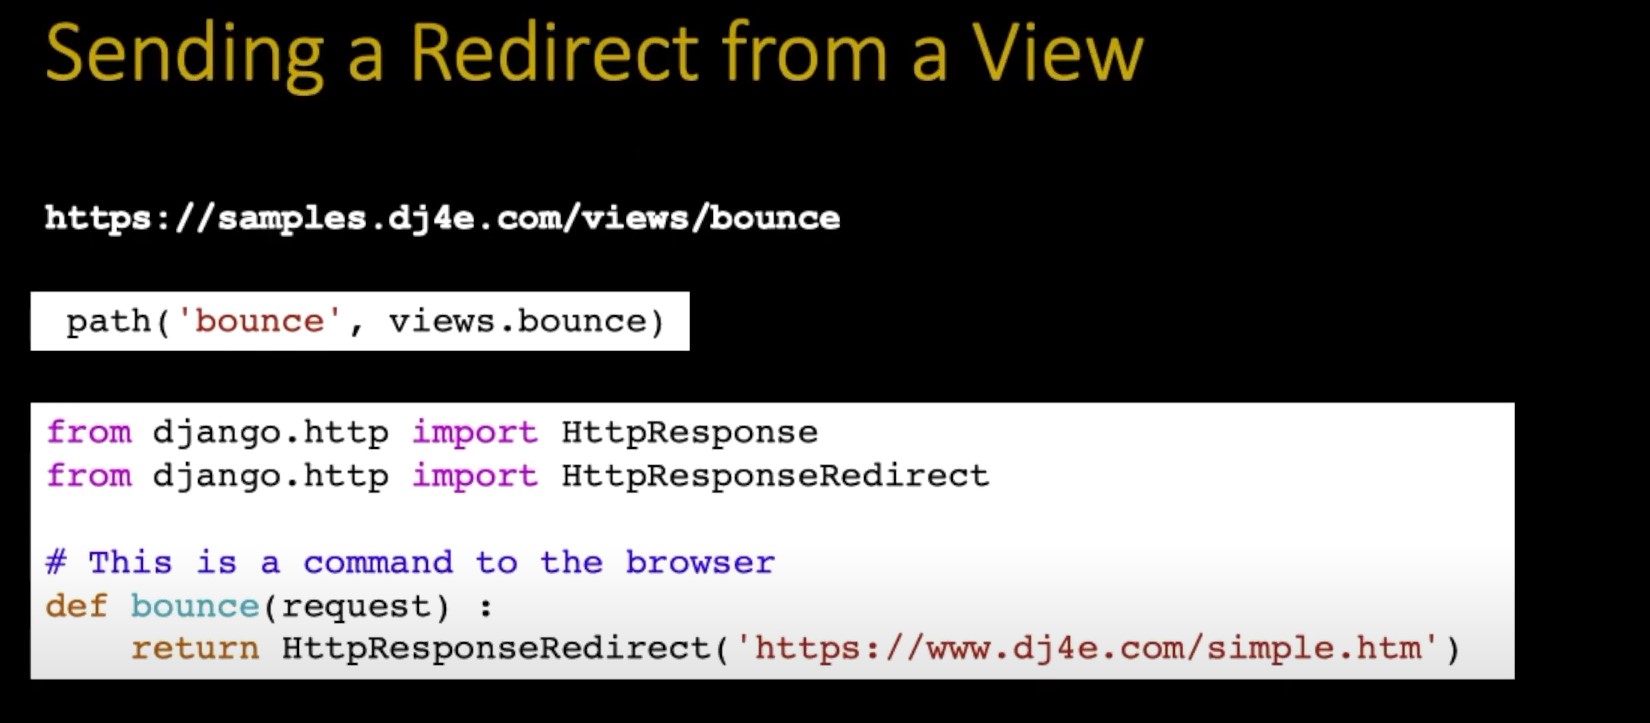 Sending a Redirect from a View
https://samples.dj4e.com/views/bounce
path('bounce', views.bounce)
from django.http import HttpResponse
from django.http import HttpResponseRedirect
# This is a command to the browser
def bounce(request) :
    return HttpResponseRedirect('https://www.dj4e.com/simple.htm')